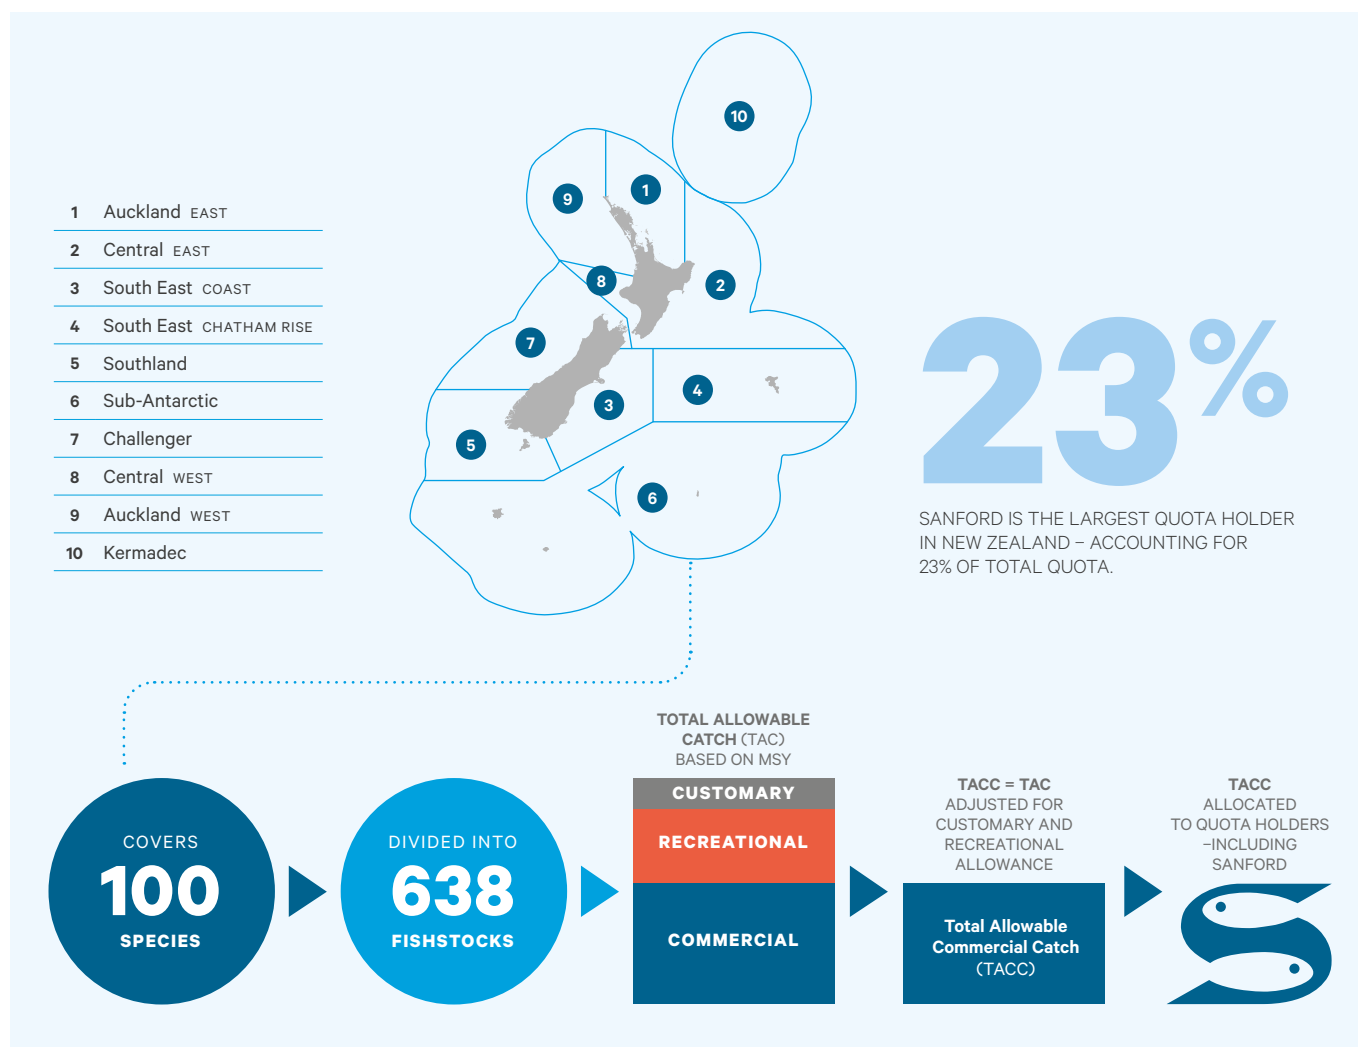 1 Auckland EAST
2 Central EAST
3 South East COAST
4 South East CHATHAM RISE
5 Southland
6 Sub-Antarctic
7 Challenger
8 Central WEST
9 Auckland WEST
10 Kermadec
10
1
9
8
2
7
4
3
5
6
23%
SANFORD IS THE LARGEST QUOTA HOLDER
IN NEW ZEALAND – ACCOUNTING FOR
23% OF TOTAL QUOTA.
COVERS
100
SPECIES
DIVIDED INTO
638
FISHSTOCKS
TOTAL ALLOWABLE
CATCH (TAC)
BASED ON MSY
CUSTOMARY
RECREATIONAL
COMMERCIAL
TACC = TAC
ADJUSTED FOR
CUSTOMARY AND
RECREATIONAL
ALLOWANCE
Total Allowable
Commercial Catch
(TACC)
TACC
ALLOCATED
TO QUOTA HOLDERS
–INCLUDING
SANFORD